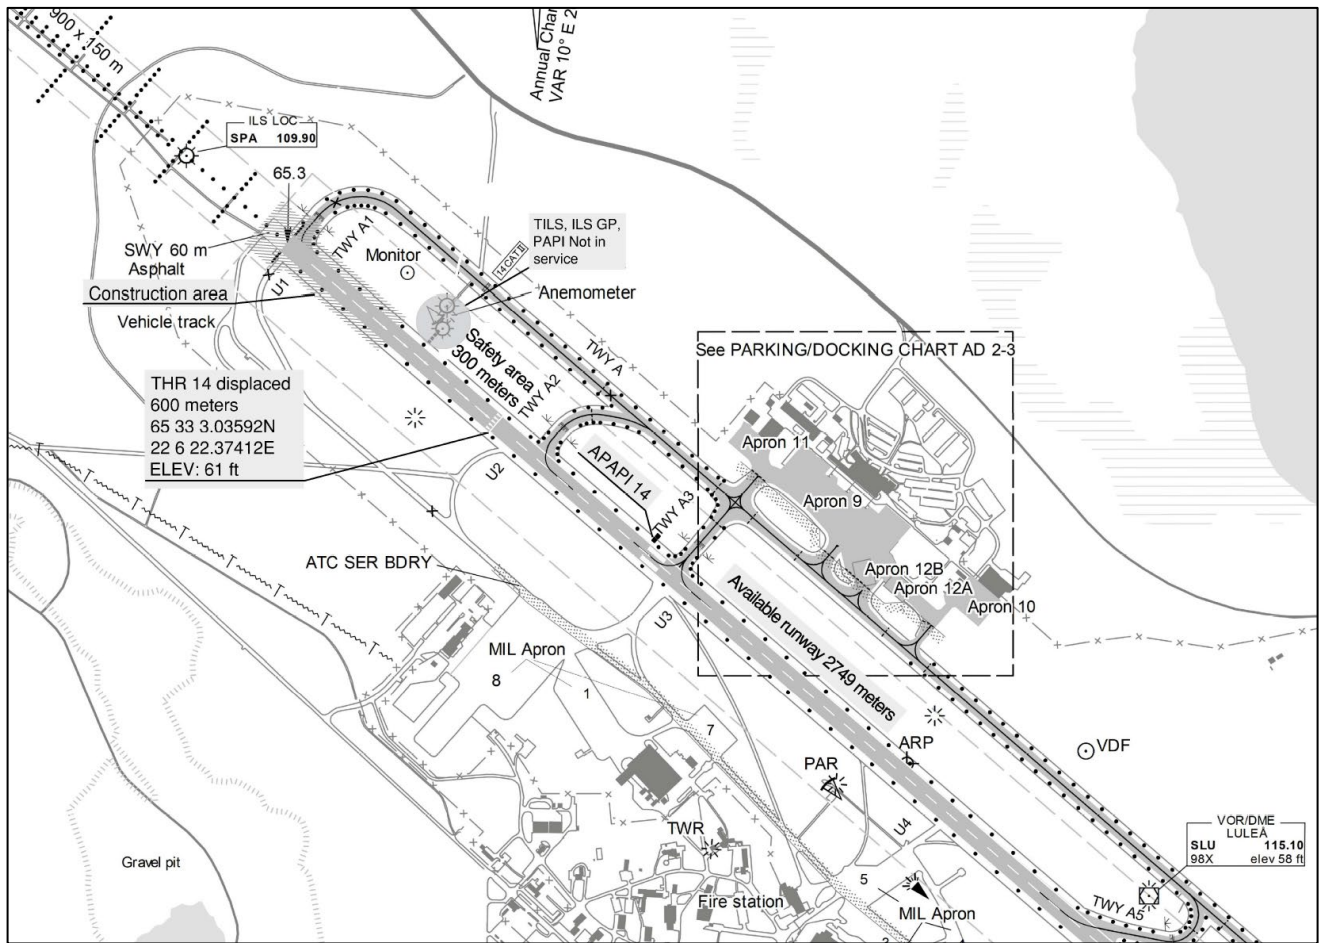 900 x 150 m
Annual Chan
VAR 10° E 2
ILS LOC
SPA 109.90
65.3
SWY 60 m
Asphalt
Construction area
Vehicle track
U1
TWY A1
Monitor
TILS, ILS GP,
PAPI Not in
service
14 CAT II
Anemometer
Safety area
300 meters
TWY A
TWY A2
THR 14 displaced
600 meters
65 33 3.03592N
22 6 22.37412E
ELEV: 61 ft
U2
See PARKING/DOCKING CHART AD 2-3
Apron 11
Apron 9
Apron 12B
Apron 12A
Apron 10
APAPI 14
TWY A3
ATC SER BDRY
U3
Available runway 2749 meters
MIL Apron
8
1
7
ARP
VDF
PAR
TWR
U4
VOR/DME
LULEÅ
SLU 115.10
98X elev 58 ft
Gravel pit
Fire station
5
MIL Apron
TWY A5